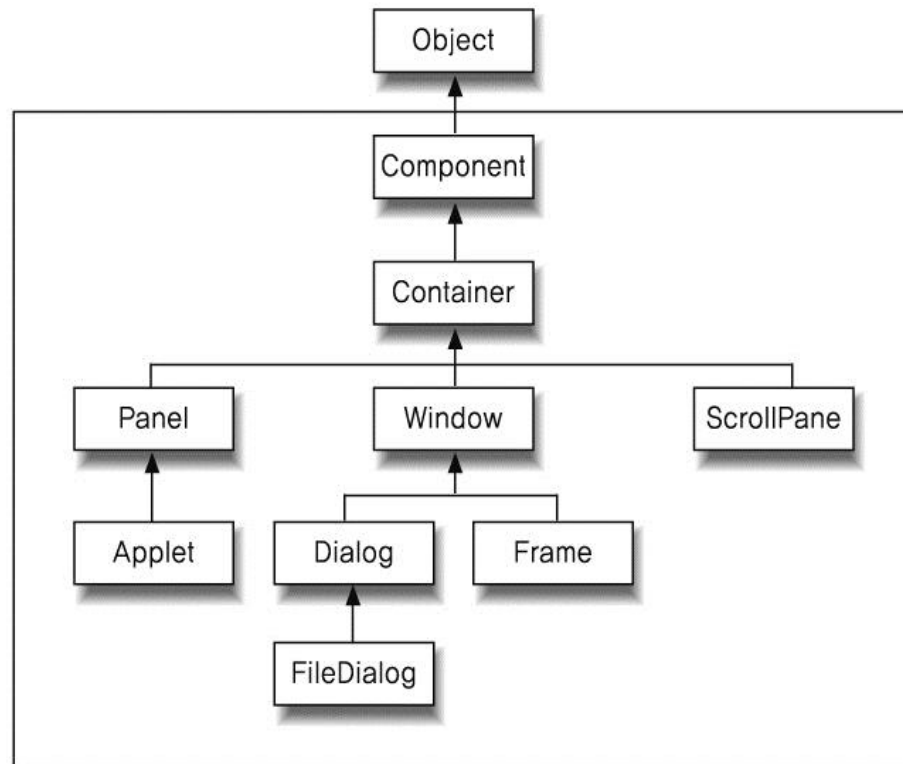 Object
Component
Container
Panel
Window
ScrollPane
Applet
Dialog
Frame
FileDialog